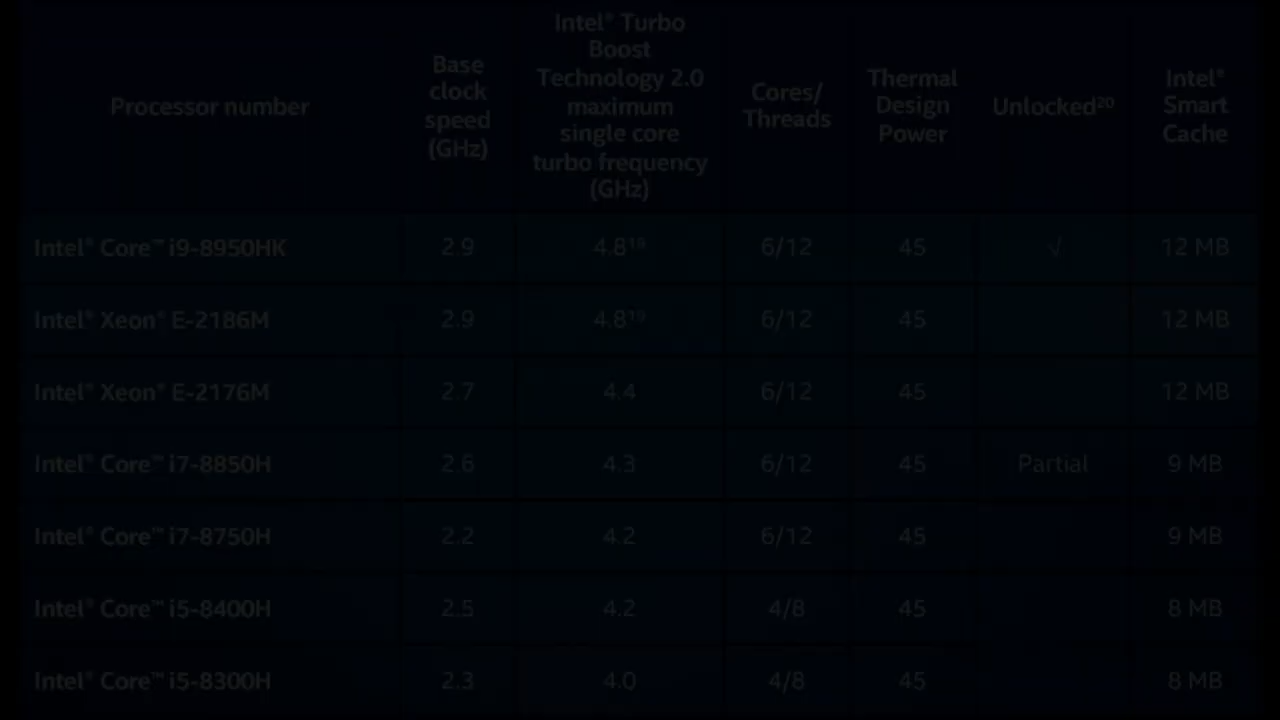 Processor number
Base clock speed (GHz)
Intel® Turbo Boost Technology 2.0 maximum single core turbo frequency (GHz)
Cores/ Threads
Thermal Design Power
Unlocked²⁰
Intel® Smart Cache
Intel® Core™ i9-8950HK 2.9 4.8¹⁹ 6/12 45 √ 12 MB
Intel® Xeon® E-2186M 2.9 4.8¹⁹ 6/12 45 12 MB
Intel® Xeon® E-2176M 2.7 4.4 6/12 45 12 MB
Intel® Core™ i7-8850H 2.6 4.3 6/12 45 Partial 9 MB
Intel® Core™ i7-8750H 2.2 4.2 6/12 45 9 MB
Intel® Core™ i5-8400H 2.5 4.2 4/8 45 8 MB
Intel® Core™ i5-8300H 2.3 4.0 4/8 45 8 MB